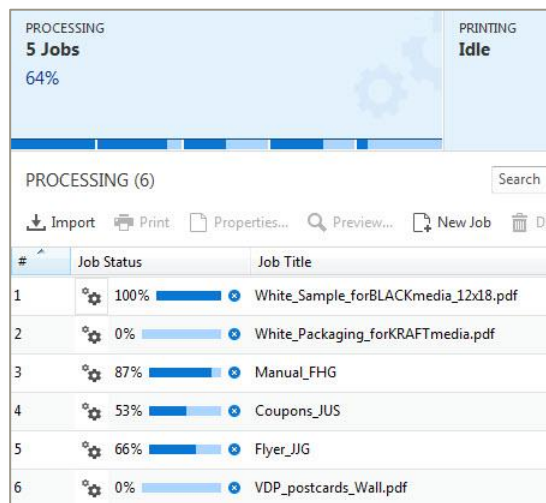 PROCESSING
5 Jobs
64%
PRINTING
Idle
PROCESSING (6)
Search
Import Print Properties... Preview... New Job D
# Job Status Job Title
1 100% White_Sample_forBLACKmedia_12x18.pdf
2 0% White_Packaging_forKRAFTmedia.pdf
3 87% Manual_FHG
4 53% Coupons_JUS
5 66% Flyer_JJG
6 0% VDP_postcards_Wall.pdf